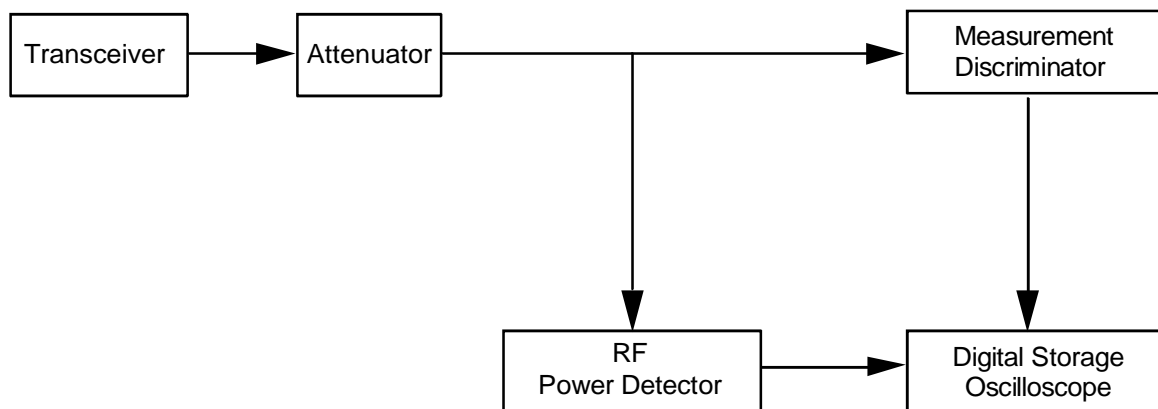 Transceiver
Attenuator
Measurement
Discriminator
RF
Power Detector
Digital Storage
Oscilloscope